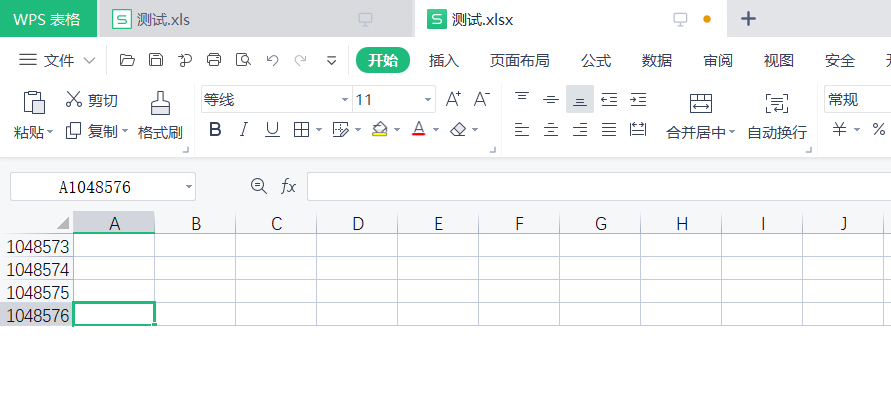 WPS 表格 测试.xls 测试.xlsx
文件 开始 插入 页面布局 公式 数据 审阅 视图 安全
剪切 等线 11 A+ A- 常规
粘贴 复制 格式刷 B I U A 合并居中 自动换行 ¥ %
A1048576 fx
A B C D E F G H I J
1048573
1048574
1048575
1048576